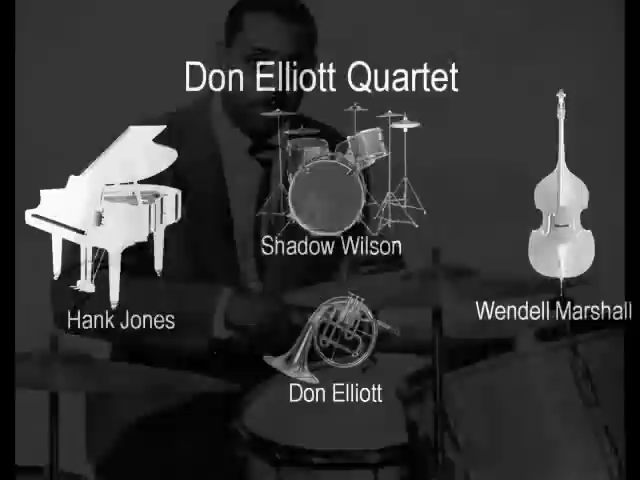 Don Elliott Quartet
Shadow Wilson
Hank Jones
Wendell Marshall
Don Elliott